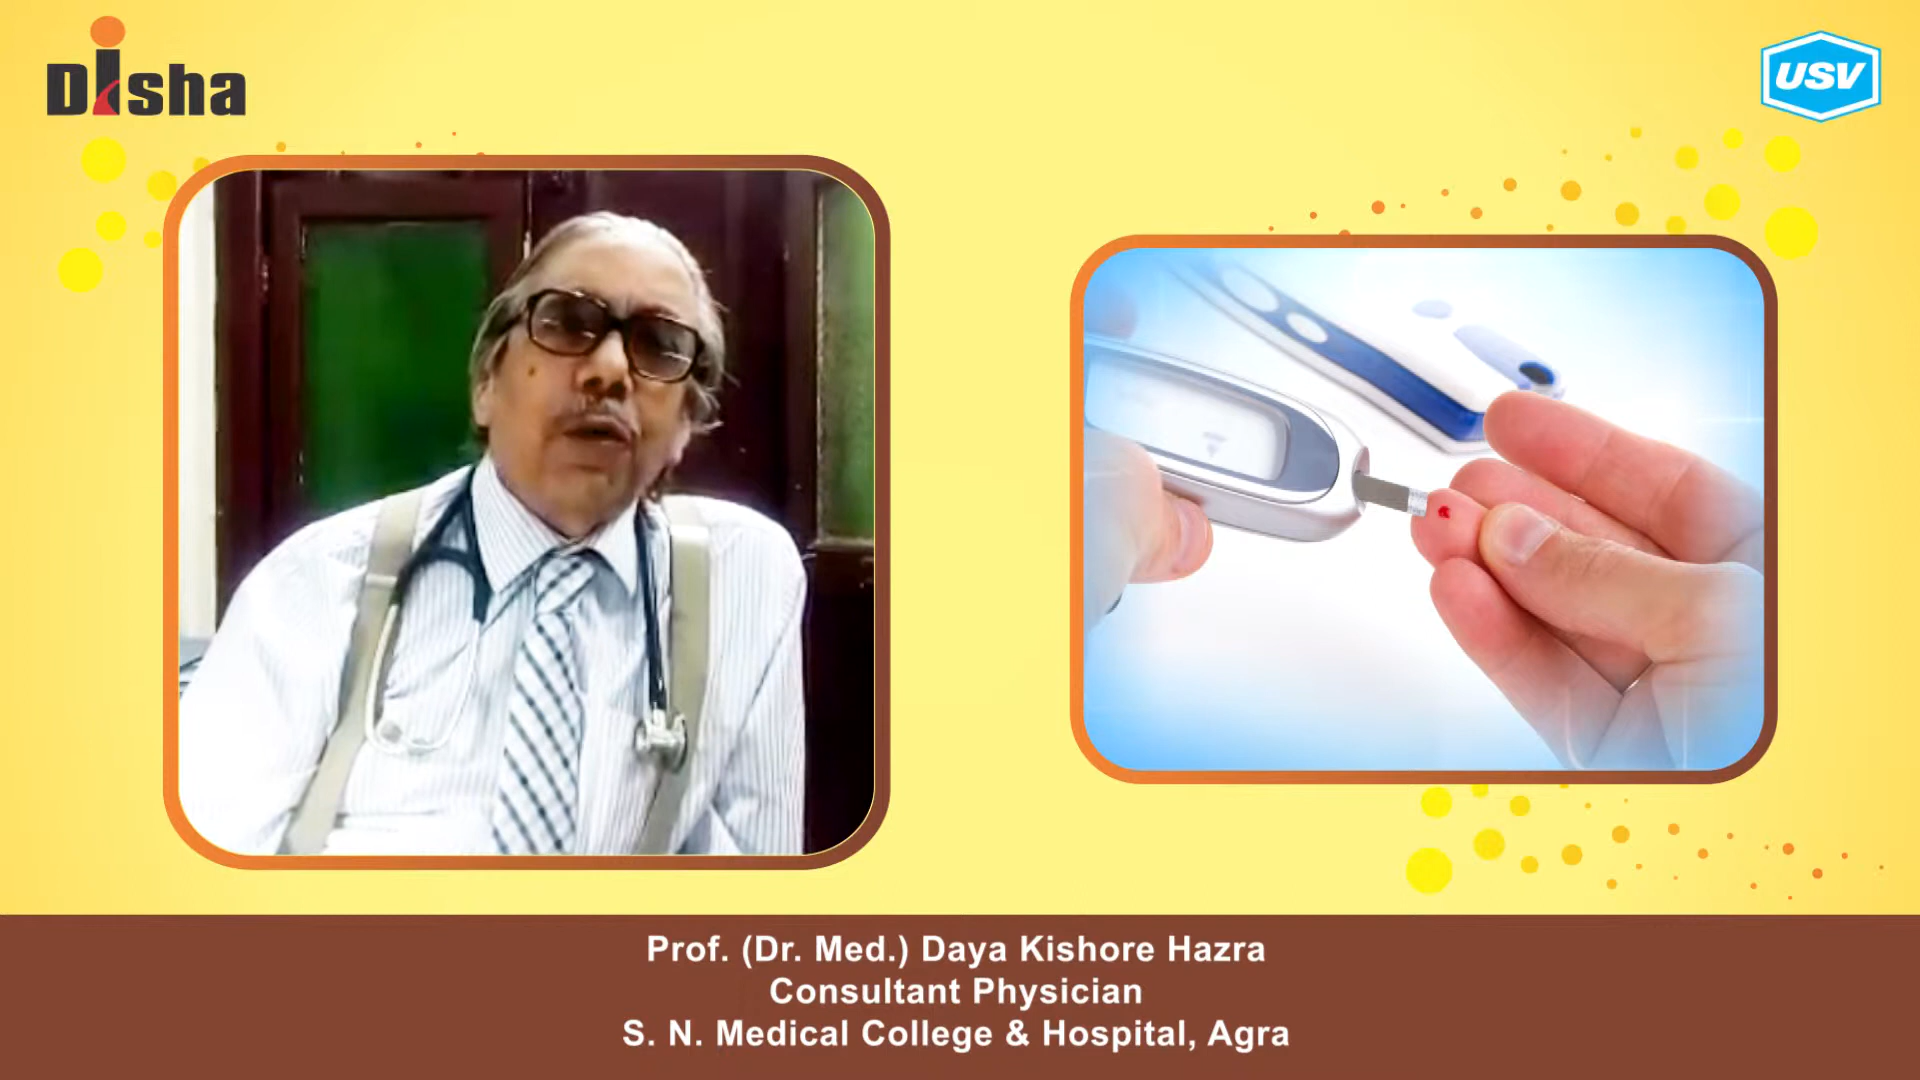 Disha
USV
Prof. (Dr. Med.) Daya Kishore Hazra
Consultant Physician
S. N. Medical College & Hospital, Agra